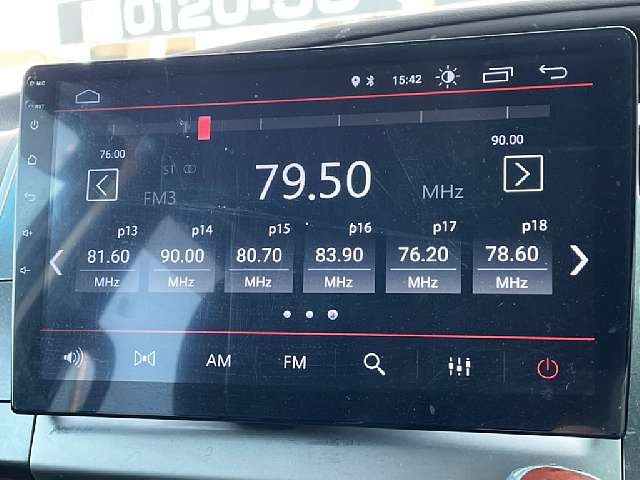 0120-
MIC
RST
15:42
76.00
90.00
ST
FM3
79.50
MHz
p13 p14 p15 p16 p17 p18
81.60 90.00 80.70 83.90 76.20 78.60
MHz MHz MHz MHz MHz MHz
AM
FM